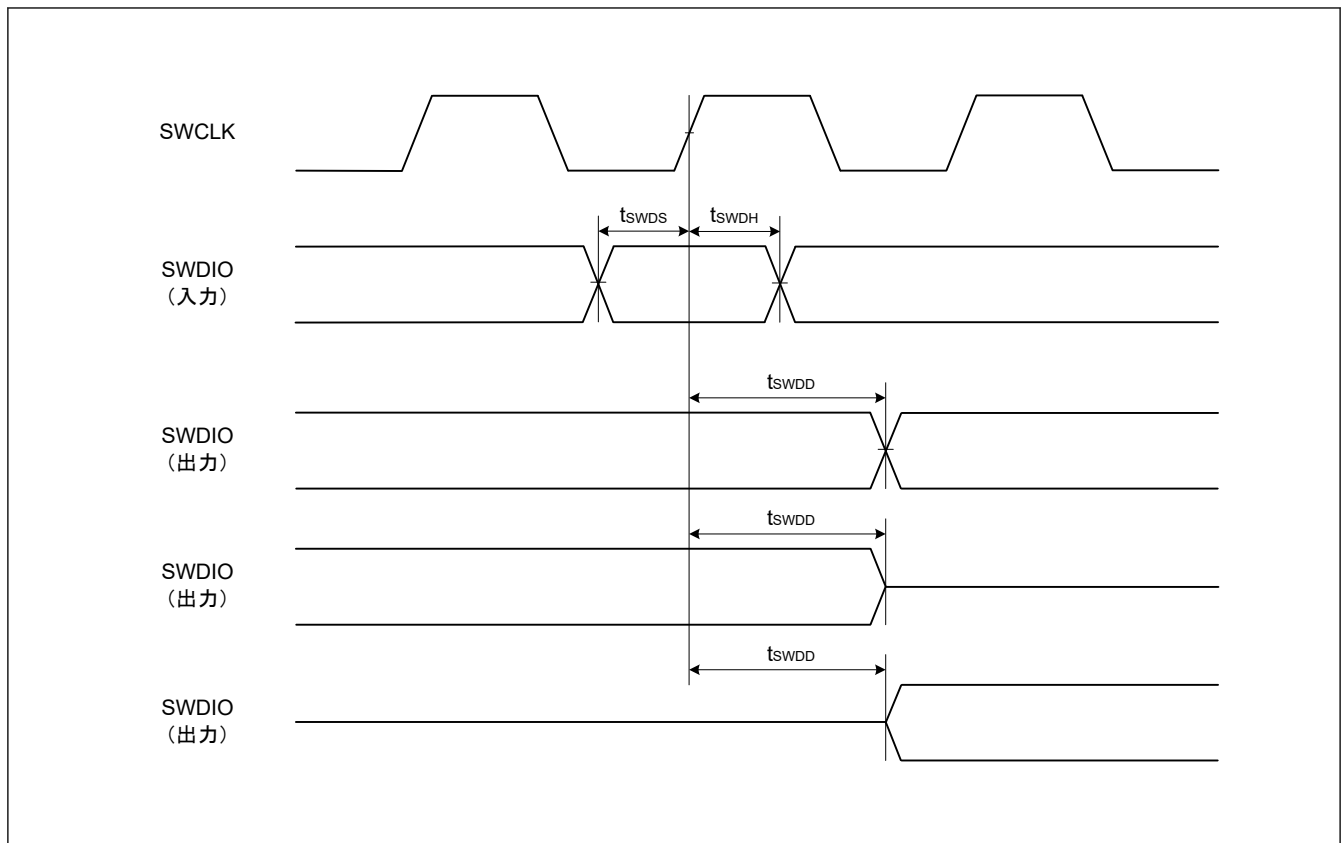 SWCLK
tSWDS
tSWDH
SWDIO
（入力）
tSWDD
SWDIO
（出力）
tSWDD
SWDIO
（出力）
tSWDD
SWDIO
（出力）